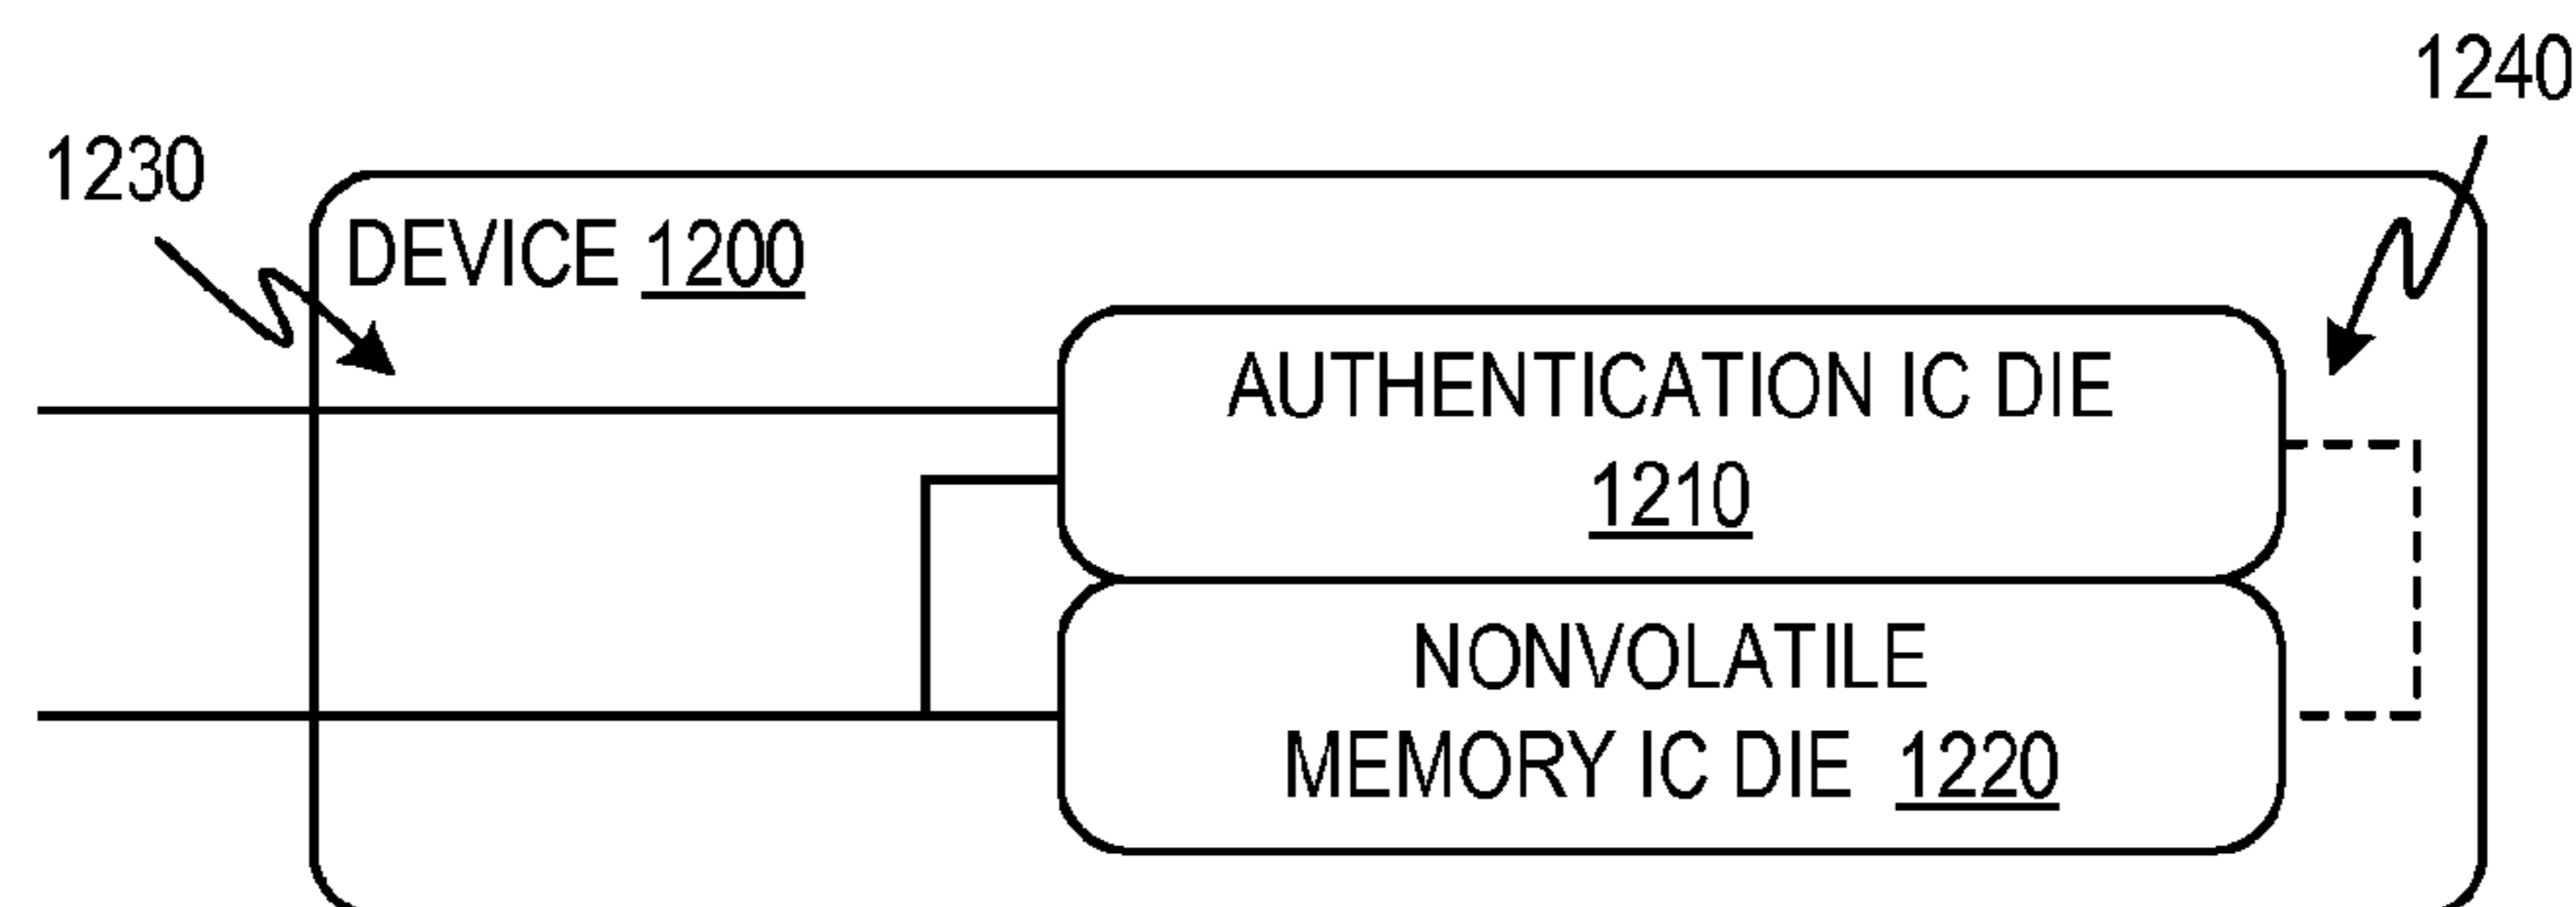 1240
1230
DEVICE 1200
AUTHENTICATION IC DIE
1210
NONVOLATILE
MEMORY IC DIE 1220